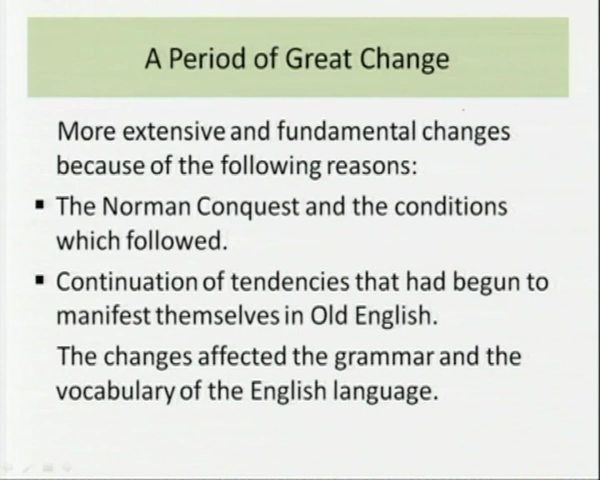 A Period of Great Change
More extensive and fundamental changes
because of the following reasons:
▪ The Norman Conquest and the conditions
which followed.
▪ Continuation of tendencies that had begun to
manifest themselves in Old English.
The changes affected the grammar and the
vocabulary of the English language.